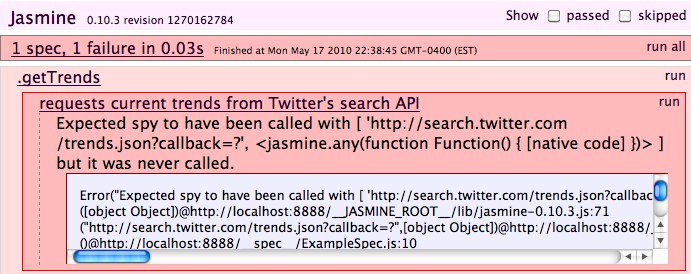 Jasmine 0.10.3 revision 1270162784 Show passed skipped
1 spec, 1 failure in 0.03s Finished at Mon May 17 2010 22:38:45 GMT-0400 (EST) run all
.getTrends run
requests current trends from Twitter's search API run
Expected spy to have been called with [ 'http://search.twitter.com
/trends.json?callback=?', <jasmine.any(function Function() { [native code] })> ]
but it was never called.
Error("Expected spy to have been called with [ 'http://search.twitter.com/trends.json?callbac
([object Object])@http://localhost:8888/__JASMINE_ROOT__/lib/jasmine-0.10.3.js:71
("http://search.twitter.com/trends.json?callback=?",[object Object])@http://localhost:8888/_
()@http://localhost:8888/__spec__/ExampleSpec.js:10